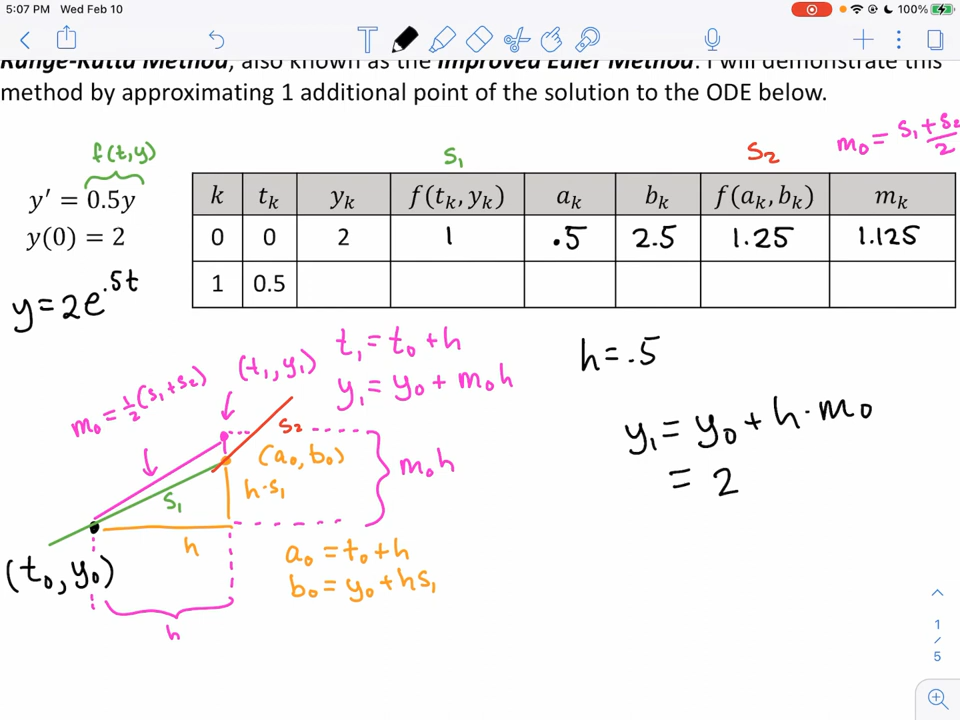 5:07 PM Wed Feb 10
100%
T
Runge-Kutta Method, also known as the Improved Euler Method. I will demonstrate this
method by approximating 1 additional point of the solution to the ODE below.
f(t,y)
y′ = 0.5y
y(0) = 2
y=2e^.5t
s₁
s₂
m₀ = s₁+s₂/2
k tₖ yₖ f(tₖ, yₖ) aₖ bₖ f(aₖ, bₖ) mₖ
0 0 2 1 .5 2.5 1.25 1.125
1 0.5
t₁ = t₀ + h
y₁ = y₀ + m₀h
(t₁, y₁)
m₀ = ½(s₁+s₂)
s₂
(a₀, b₀)
m₀h
h·s₁
s₁
h
(t₀, y₀)
a₀ = t₀ + h
b₀ = y₀ + hs₁
h
h = .5
y₁ = y₀ + h·m₀
= 2
1
/
5